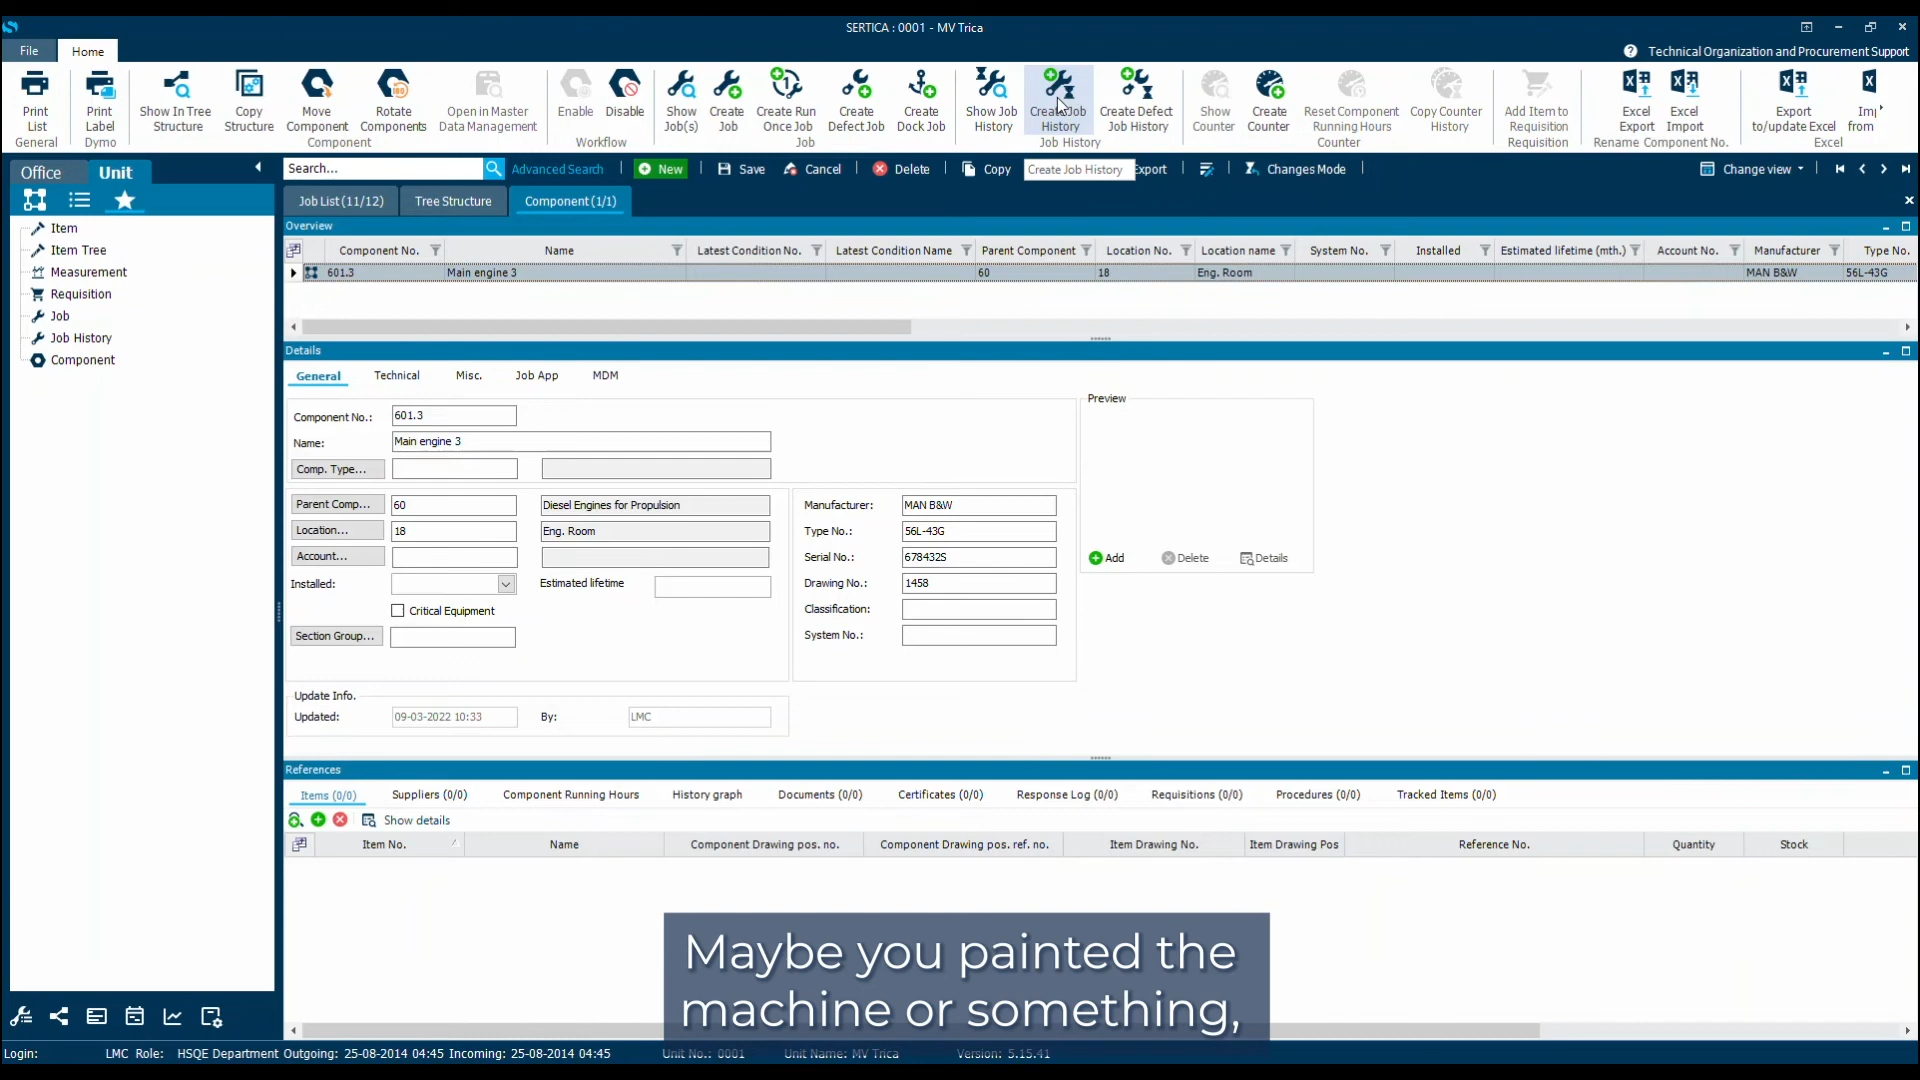 SERTICA : 0001 - MV Trica
File Home Technical Organization and Procurement Support
Print List
Print Label
Show In Tree Structure
Copy Structure
Move Component
Rotate Components
Open in Master Data Management
Enable
Disable
Show Job(s)
Create Job
Create Run Once Job
Create Defect Job
Create Dock Job
Show Job History
Create Job History
Create Defect Job History
Show Counter
Create Counter
Reset Component Running Hours
Copy Counter History
Add Item to Requisition
Excel Export
Excel Import
Export to/update Excel
Imp from
General Dymo Component Workflow Job Job History Counter Requisition Rename Component No. Excel
Office Unit
Search... Advanced Search New Save Cancel Delete Copy Create Job History Export Changes Mode Change view
Item
Item Tree
Measurement
Requisition
Job
Job History
Component
Job List (11/12) Tree Structure Component (1/1)
Overview
Component No. Name Latest Condition No. Latest Condition Name Parent Component Location No. Location name System No. Installed Estimated lifetime (mth.) Account No. Manufacturer Type No.
601.3 Main engine 3 60 18 Eng. Room MAN B&W 56L-43G
Details
General Technical Misc. Job App MDM
Component No.: 601.3
Name: Main engine 3
Comp. Type...
Parent Comp... 60 Diesel Engines for Propulsion
Location... 18 Eng. Room
Account...
Installed: Estimated lifetime
Critical Equipment
Section Group...
Manufacturer: MAN B&W
Type No.: 56L-43G
Serial No.: 678432S
Drawing No.: 1458
Classification:
System No.:
Preview
Add Delete Details
Update Info.
Updated: 09-03-2022 10:33 By: LMC
References
Items (0/0) Suppliers (0/0) Component Running Hours History graph Documents (0/0) Certificates (0/0) Response Log (0/0) Requisitions (0/0) Procedures (0/0) Tracked Items (0/0)
Show details
Item No. Name Component Drawing pos. no. Component Drawing pos. ref. no. Item Drawing No. Item Drawing Pos Reference No. Quantity Stock
Maybe you painted the
machine or something,
Login: LMC Role: HSQE Department Outgoing: 25-08-2014 04:45 Incoming: 25-08-2014 04:45 Unit No.: 0001 Unit Name: MV Trica Version: 5.15.41